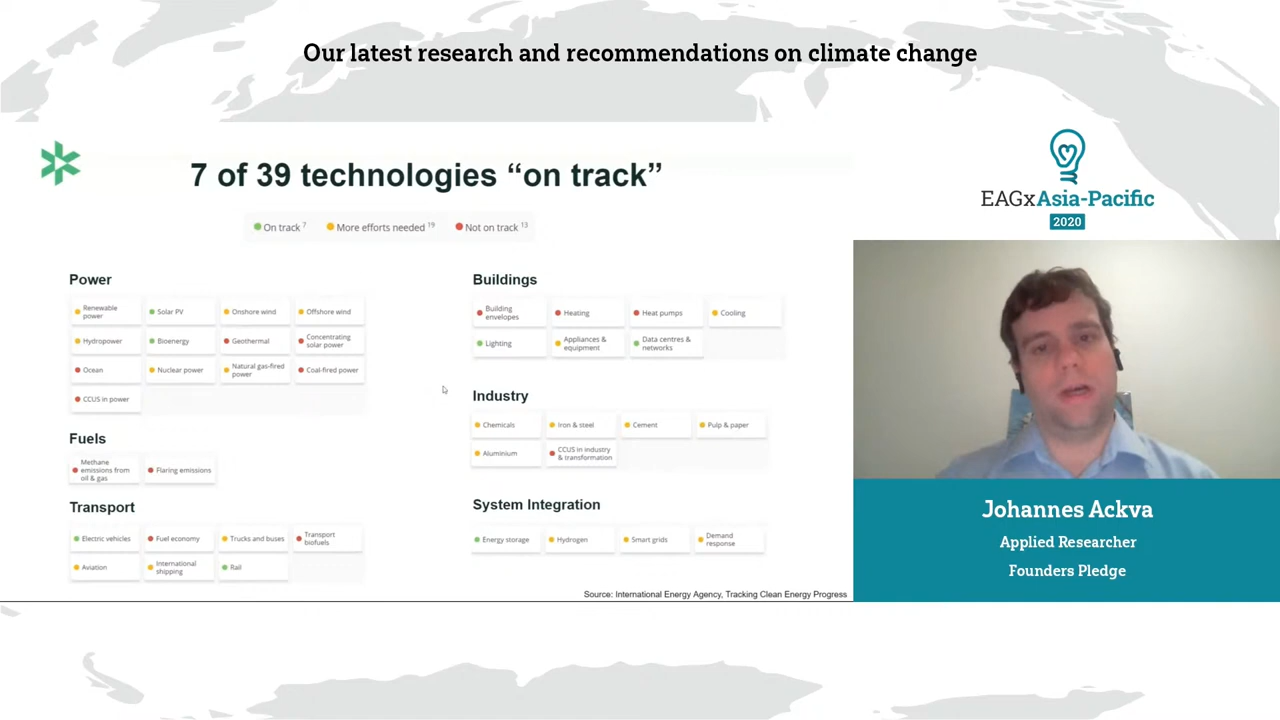 Our latest research and recommendations on climate change
7 of 39 technologies “on track”
On track 7
More efforts needed 19
Not on track 13
Power
Renewable
power
Solar PV
Onshore wind
Offshore wind
Hydropower
Bioenergy
Geothermal
Concentrating
solar power
Ocean
Nuclear power
Natural gas-fired
power
Coal-fired power
CCUS in power
Fuels
Methane
emissions from
oil & gas
Flaring emissions
Transport
Electric vehicles
Fuel economy
Trucks and buses
Transport
biofuels
Aviation
International
shipping
Rail
Buildings
Building
envelopes
Heating
Heat pumps
Cooling
Lighting
Appliances &
equipment
Data centres &
networks
Industry
Chemicals
Iron & steel
Cement
Pulp & paper
Aluminium
CCUS in industry
& transformation
System Integration
Energy storage
Hydrogen
Smart grids
Demand
response
Source: International Energy Agency, Tracking Clean Energy Progress
EAGxAsia-Pacific
2020
Johannes Ackva
Applied Researcher
Founders Pledge